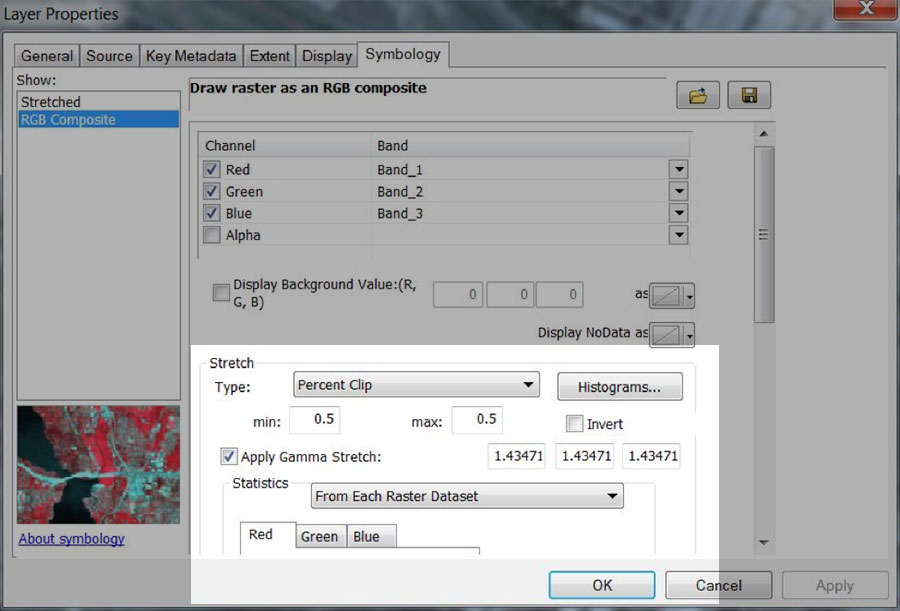 Layer Properties
General Source Key Metadata Extent Display Symbology
Show:
Stretched
RGB Composite
Draw raster as an RGB composite
Channel Band
Red Band_1
Green Band_2
Blue Band_3
Alpha
Display Background Value:(R,
G, B) 0 0 0 as
Display NoData as
Stretch
Type: Percent Clip Histograms...
min: 0.5 max: 0.5 Invert
Apply Gamma Stretch: 1.43471 1.43471 1.43471
Statistics
From Each Raster Dataset
Red Green Blue
About symbology
OK Cancel Apply